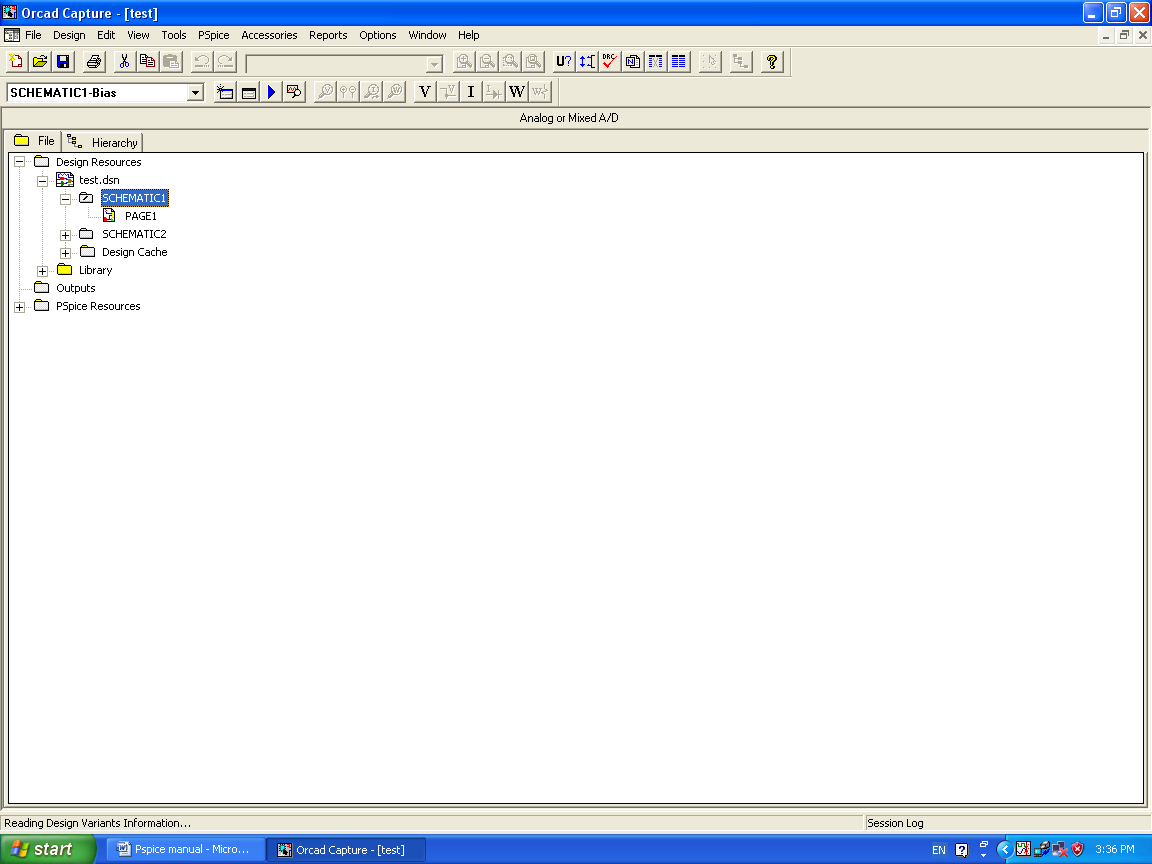 Orcad Capture - [test]
File Design Edit View Tools PSpice Accessories Reports Options Window Help
U? DRC ?
SCHEMATIC1-Bias V I W
Analog or Mixed A/D
File Hierarchy
Design Resources
test.dsn
SCHEMATIC1
PAGE1
SCHEMATIC2
Design Cache
Library
Outputs
PSpice Resources
Reading Design Variants Information... Session Log
start Pspice manual - Micro... Orcad Capture - [test] EN 3:36 PM